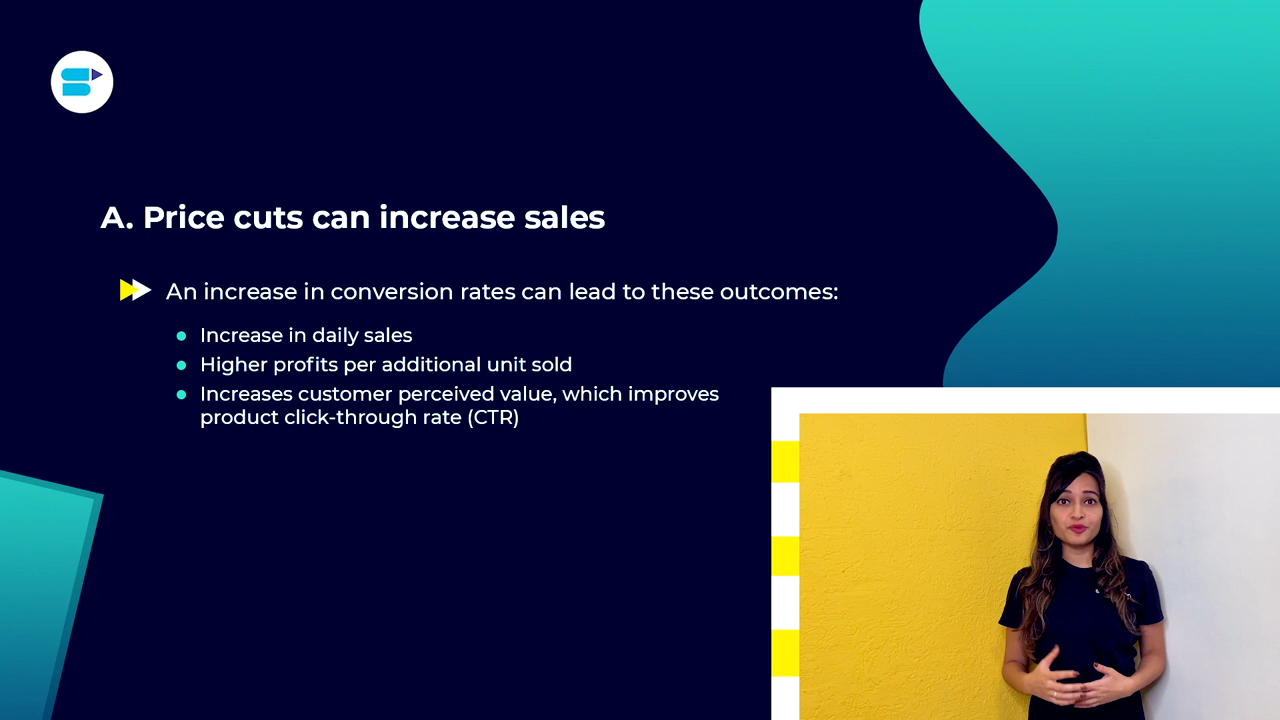 A. Price cuts can increase sales
An increase in conversion rates can lead to these outcomes:
Increase in daily sales
Higher profits per additional unit sold
Increases customer perceived value, which improves
product click-through rate (CTR)